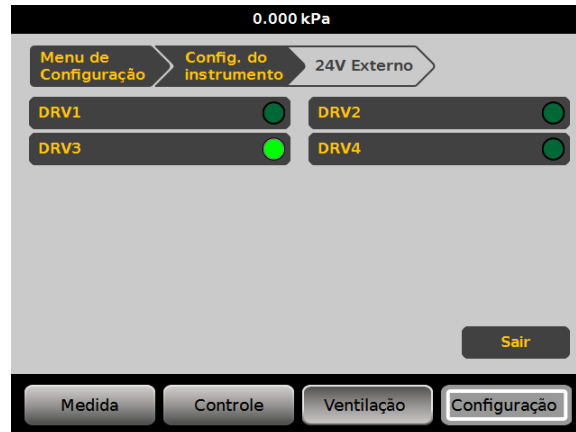 0.000 kPa
Menu de
Configuração
Config. do
instrumento
24V Externo
DRV1
DRV2
DRV3
DRV4
Sair
Medida
Controle
Ventilação
Configuração